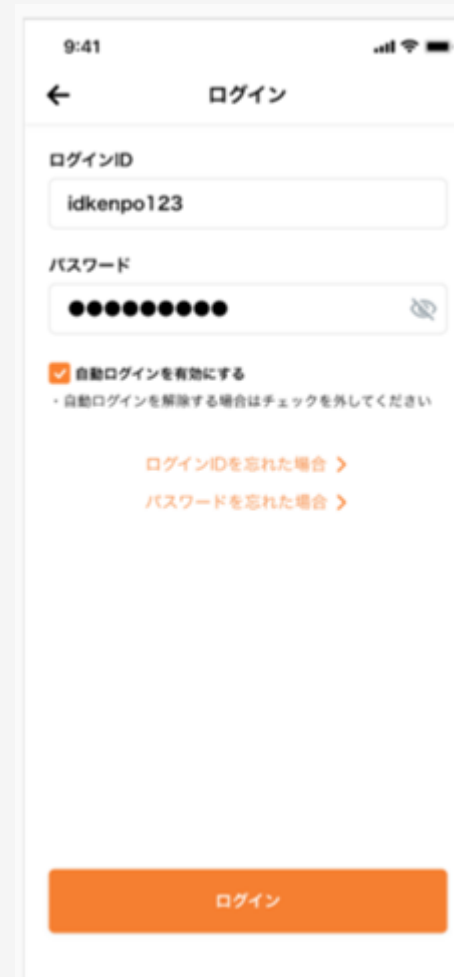 9:41
ログイン
ログインID
idkenpo123
パスワード
●●●●●●●●●
自動ログインを有効にする
・自動ログインを解除する場合はチェックを外してください
ログインIDを忘れた場合
パスワードを忘れた場合
ログイン